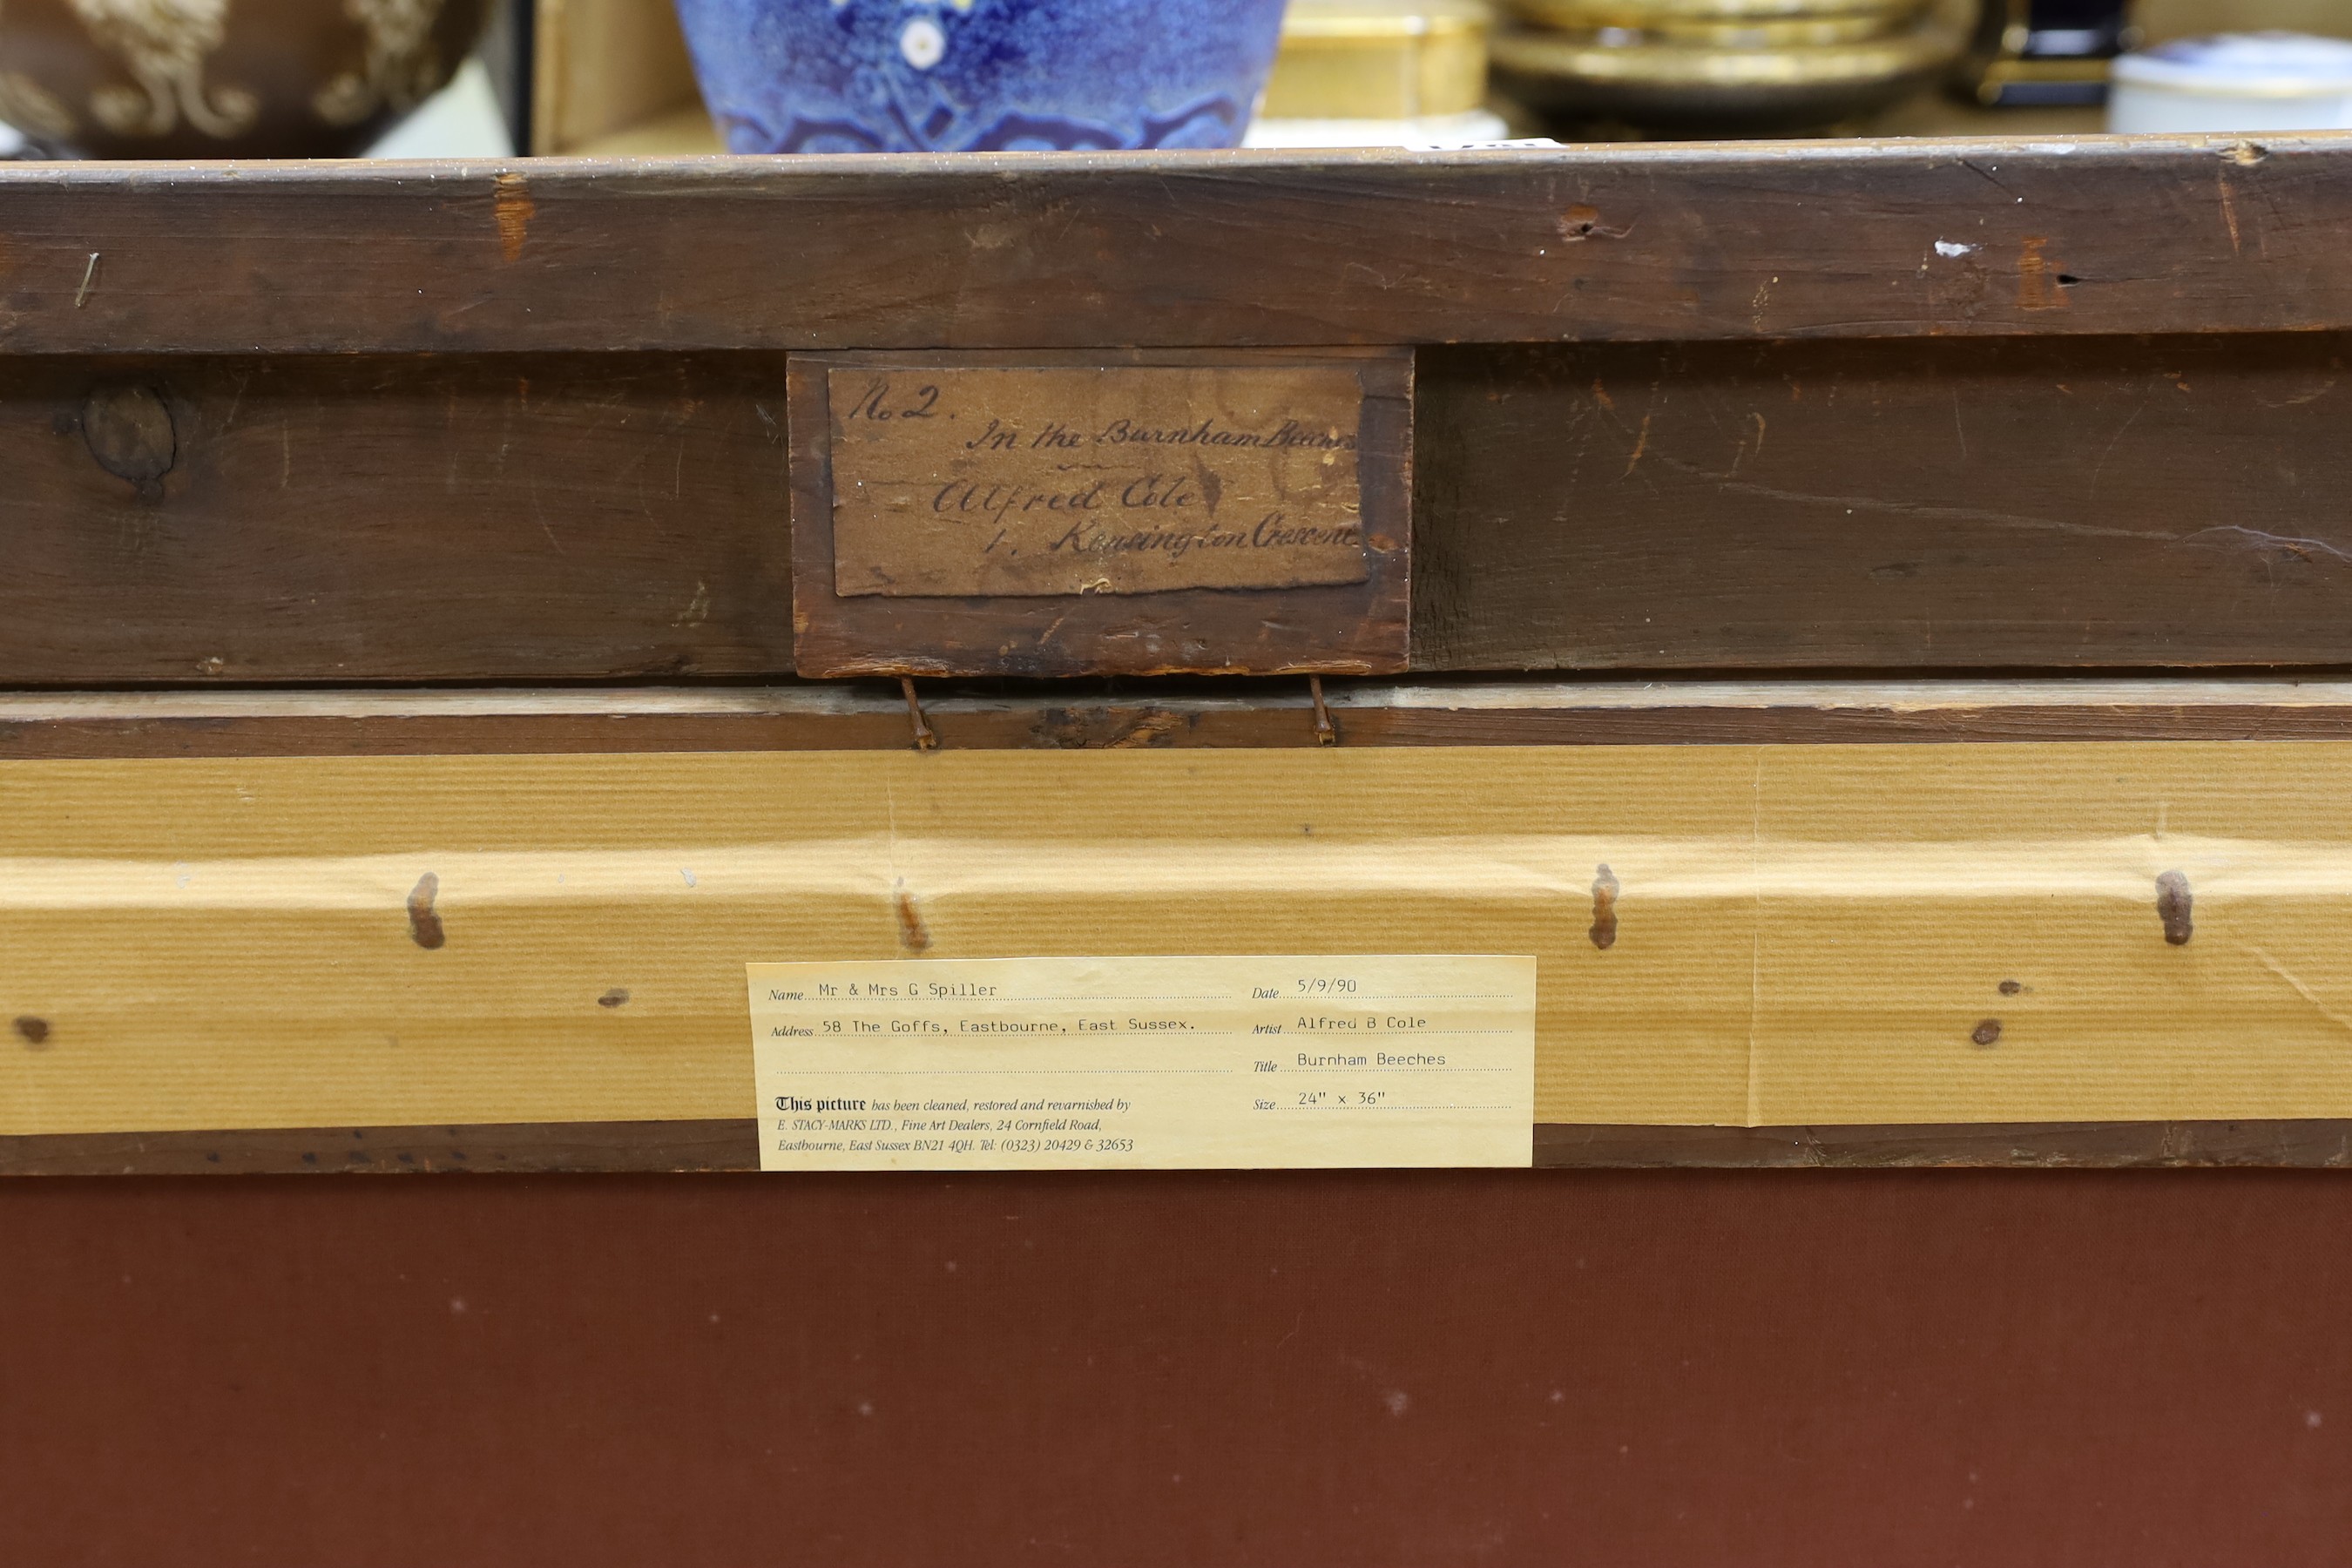 No 2.
In the Burnham Beeches
Alfred Cole
1. Kensington Crescent
Name Mr & Mrs G Spiller
Address 58 The Goffs, Eastbourne, East Sussex.
This picture has been cleaned, restored and revarnished by
E. STACY-MARKS LTD., Fine Art Dealers, 24 Cornfield Road,
Eastbourne, East Sussex BN21 4QH. Tel: (0323) 20429 & 32653
Date 5/9/90
Artist Alfred B Cole
Title Burnham Beeches
Size 24" x 36"